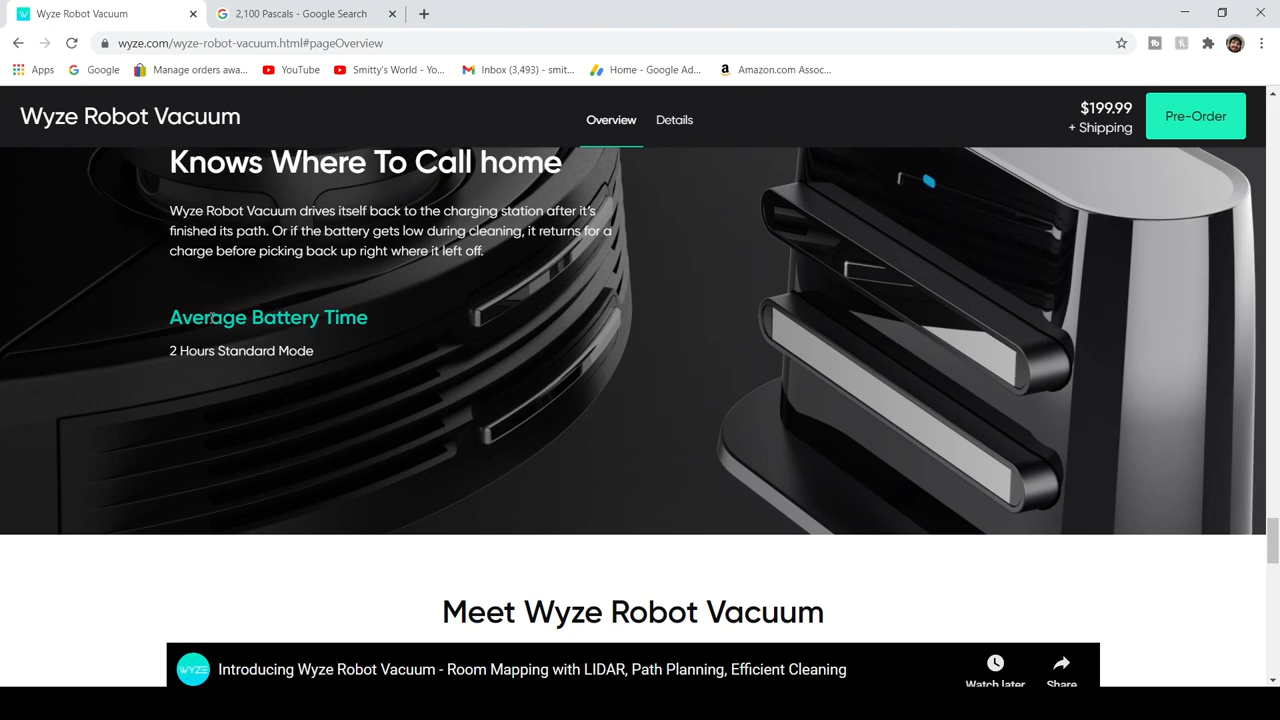 Wyze Robot Vacuum
2,100 Pascals - Google Search
wyze.com/wyze-robot-vacuum.html#pageOverview
Apps
Google
Manage orders awa...
YouTube
Smitty's World - Yo...
Inbox (3,493) - smit...
Home - Google Ad...
Amazon.com Assoc...
Wyze Robot Vacuum
Overview
Details
$199.99
+ Shipping
Pre-Order
Knows Where To Call home
Wyze Robot Vacuum drives itself back to the charging station after it's
finished its path. Or if the battery gets low during cleaning, it returns for a
charge before picking back up right where it left off.
Average Battery Time
2 Hours Standard Mode
Meet Wyze Robot Vacuum
WYZE
Introducing Wyze Robot Vacuum - Room Mapping with LIDAR, Path Planning, Efficient Cleaning
Watch later
Share